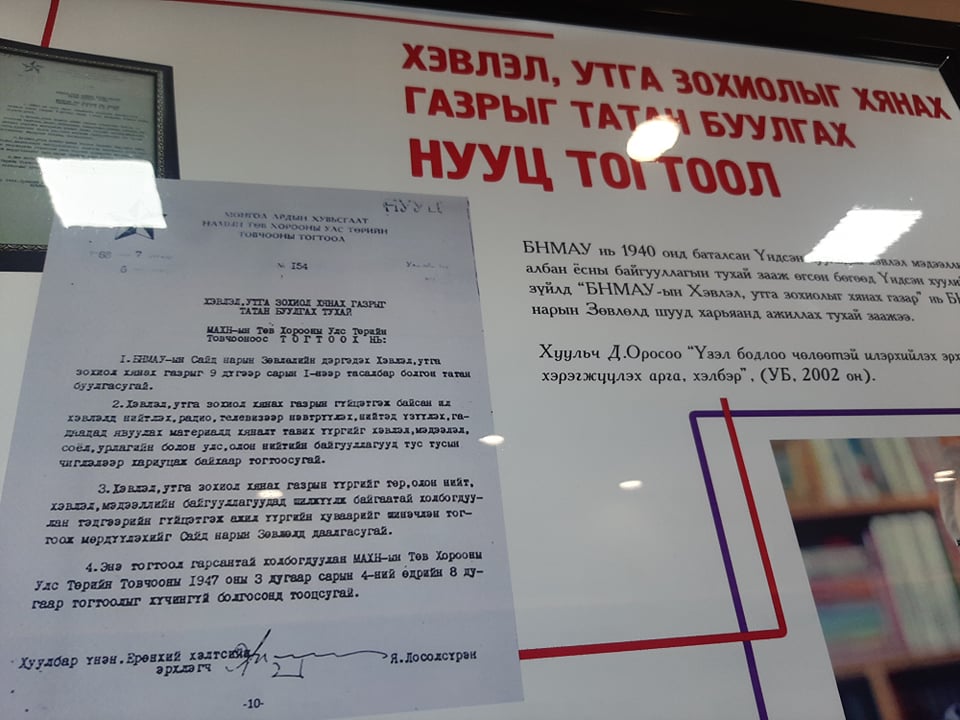 ХЭВЛЭЛ, УТГА ЗОХИОЛЫГ ХЯНАХ
ГАЗРЫГ ТАТАН БУУЛГАХ
НУУЦ ТОГТООЛ
БНМАУ нь 1940 онд баталсан Үндсэн хэвлэл
албан ёсны байгууллагын тухай зааж өгсөн бөгөөд Үндсэн
зүйлд "БНМАУ-ын Хэвлэл, утга зохиолыг хянах газар" нь
нарын Зөвлөлд шууд харьяанд ажиллах тухай заажээ.
Хуульч Д.Оросоо "Үзэл бодлоо чөлөөтэй илэрхийлэх
хэрэгжүүлэх арга, хэлбэр", (УБ, 2002 он).
НУУЦ
МОНГОЛ АРДЫН ХУВЬСГАЛТ
НАМЫН ТӨВ ХОРООНЫ УЛС ТӨРИЙН
ТОВЧООНЫ ТОГТООЛ
№ 154
ХЭВЛЭЛ,УТГА ЗОХИОЛ ХЯНАХ ГАЗРЫГ
ТАТАН БУУЛГАХ ТУХАЙ
МАХН-ын Төв Хорооны Улс Төрийн
Товчооноос Т О Г Т О О Х НЬ:
1.БНМАУ-ын Сайд нарын Зөвлөлийн дэргэдэх Хэвлэл,утга
зохиол хянах газрыг 9 дүгээр сарын 1-нээр тасалбар болгон татан
буулгасугай.
2.Хэвлэл,утга зохиол хянах газрын гүйцэтгэж байсан ил
хэвлэлд нийтлэх,радио,телевизээр нэвтрүүлэх,нийтэд үзүүлэх,га-
даадад явуулах материалд хяналт тавих үүргийг хэвлэл,мэдээлэл,
соёл,урлагийн болон улс,олон нийтийн байгууллагууд тус тусын
чиглэлээр хариуцах байхаар тогтоосугай.
3.Хэвлэл,утга зохиол хянах газрын үүргийг төр,олон нийт,
хэвлэл,мэдээллийн байгууллагуудад шилжүүлж байгаатай холбогдуу-
лан тэдгээрийн гүйцэтгэх ажил үүргийн хуваарийг шинэчлэн тог-
тоож мөрдүүлэхийг Сайд нарын Зөвлөлд даалгасугай.
4.Энэ тогтоол гарсантай холбогдуулан МАХН-ын Төв Хорооны
Улс Төрийн Товчооны 1947 оны 3 дугаар сарын 4-ний өдрийн 8 ду-
гаар тогтоолыг хүчингүй болгосонд тооцсугай.
Хуулбар үнэн.Ерөнхий хэлтсийн
эрхлэгч Я.Лосолсүрэн
-10-